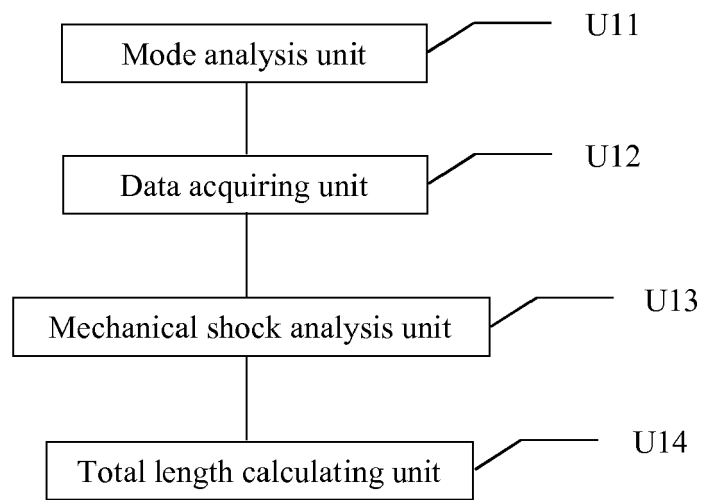 U11
Mode analysis unit
U12
Data acquiring unit
U13
Mechanical shock analysis unit
U14
Total length calculating unit